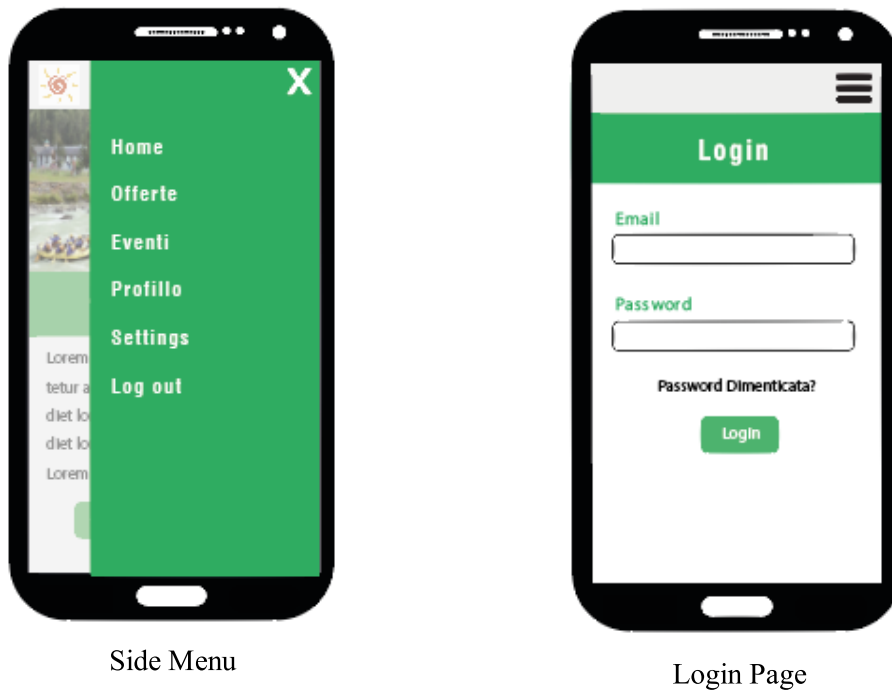 X
Home
Offerte
Eventi
Profillo
Settings
Log out
Lorem
tetur a
diet lo
diet lo
Lorem
Side Menu
Login
Email
Password
Password Dimenticata?
Login
Login Page